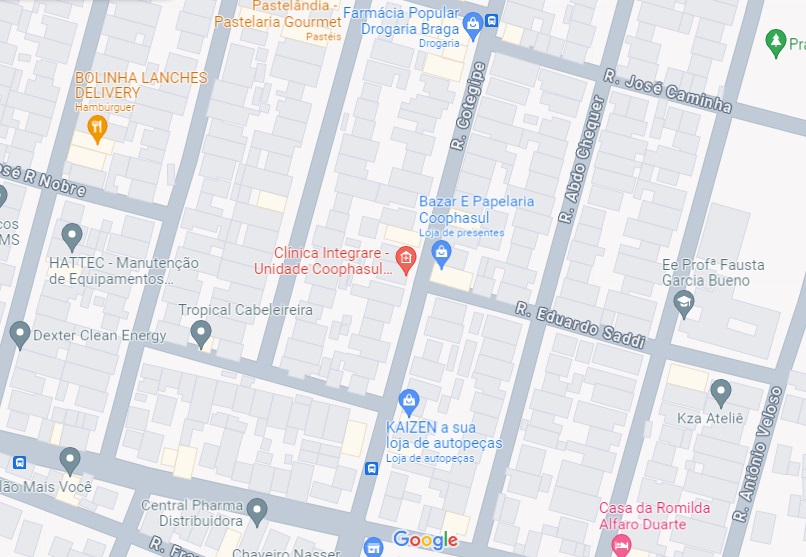 Pastelândia -
Pastelaria Gourmet
Pastéis
Farmácia Popular
Drogaria Braga
Drogaria
BOLINHA LANCHES
DELIVERY
Hambúrguer
R. José Caminha
R. Cotegipe
R. Abdo Chequer
R Nobre
Bazar E Papelaria
Coophasul
Loja de presentes
HATTEC - Manutenção
de Equipamentos...
Clínica Integrare -
Unidade Coophasul...
Ee Profª Fausta
Garcia Bueno
Tropical Cabeleireira
R. Eduardo Saddi
Dexter Clean Energy
KAIZEN a sua
loja de autopeças
Loja de autopeças
Kza Ateliê
R. Antônio Veloso
Mais Você
Central Pharma
Distribuidora
Casa da Romilda
Alfaro Duarte
R.
Chaveiro Nasser
Google